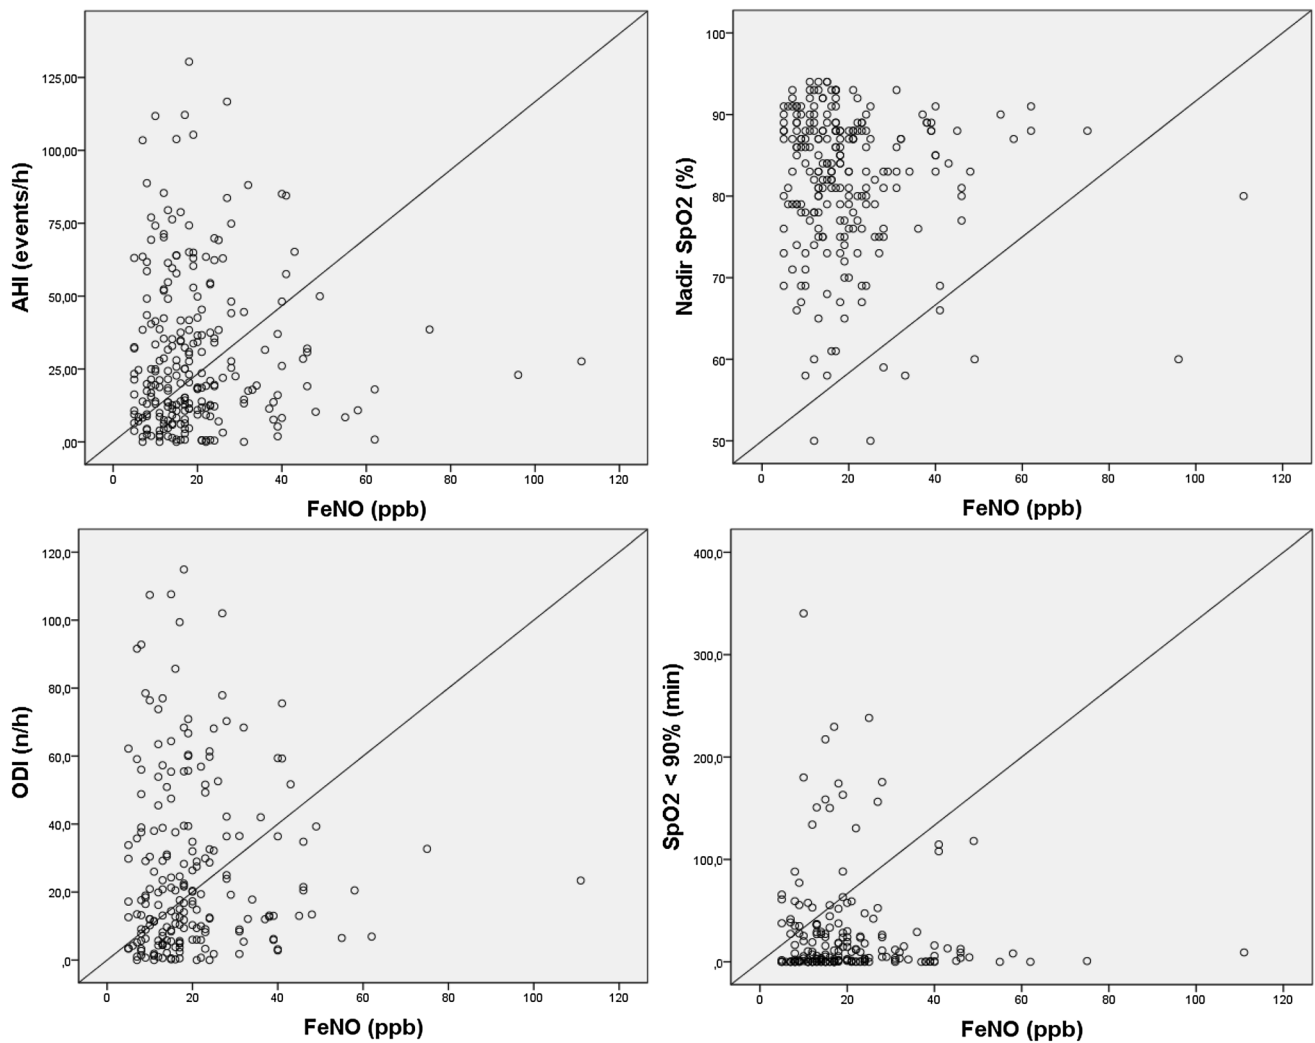 125,00
100,00
75,00
50,00
25,00
,00
AHI (events/h)
0 20 40 60 80 100 120
FeNO (ppb)
100
90
80
70
60
50
Nadir SpO2 (%)
0 20 40 60 80 100 120
FeNO (ppb)
120,0
100,0
80,0
60,0
40,0
20,0
,0
ODI (n/h)
0 20 40 60 80 100 120
FeNO (ppb)
400,0
300,0
200,0
100,0
,0
SpO2 < 90% (min)
0 20 40 60 80 100 120
FeNO (ppb)